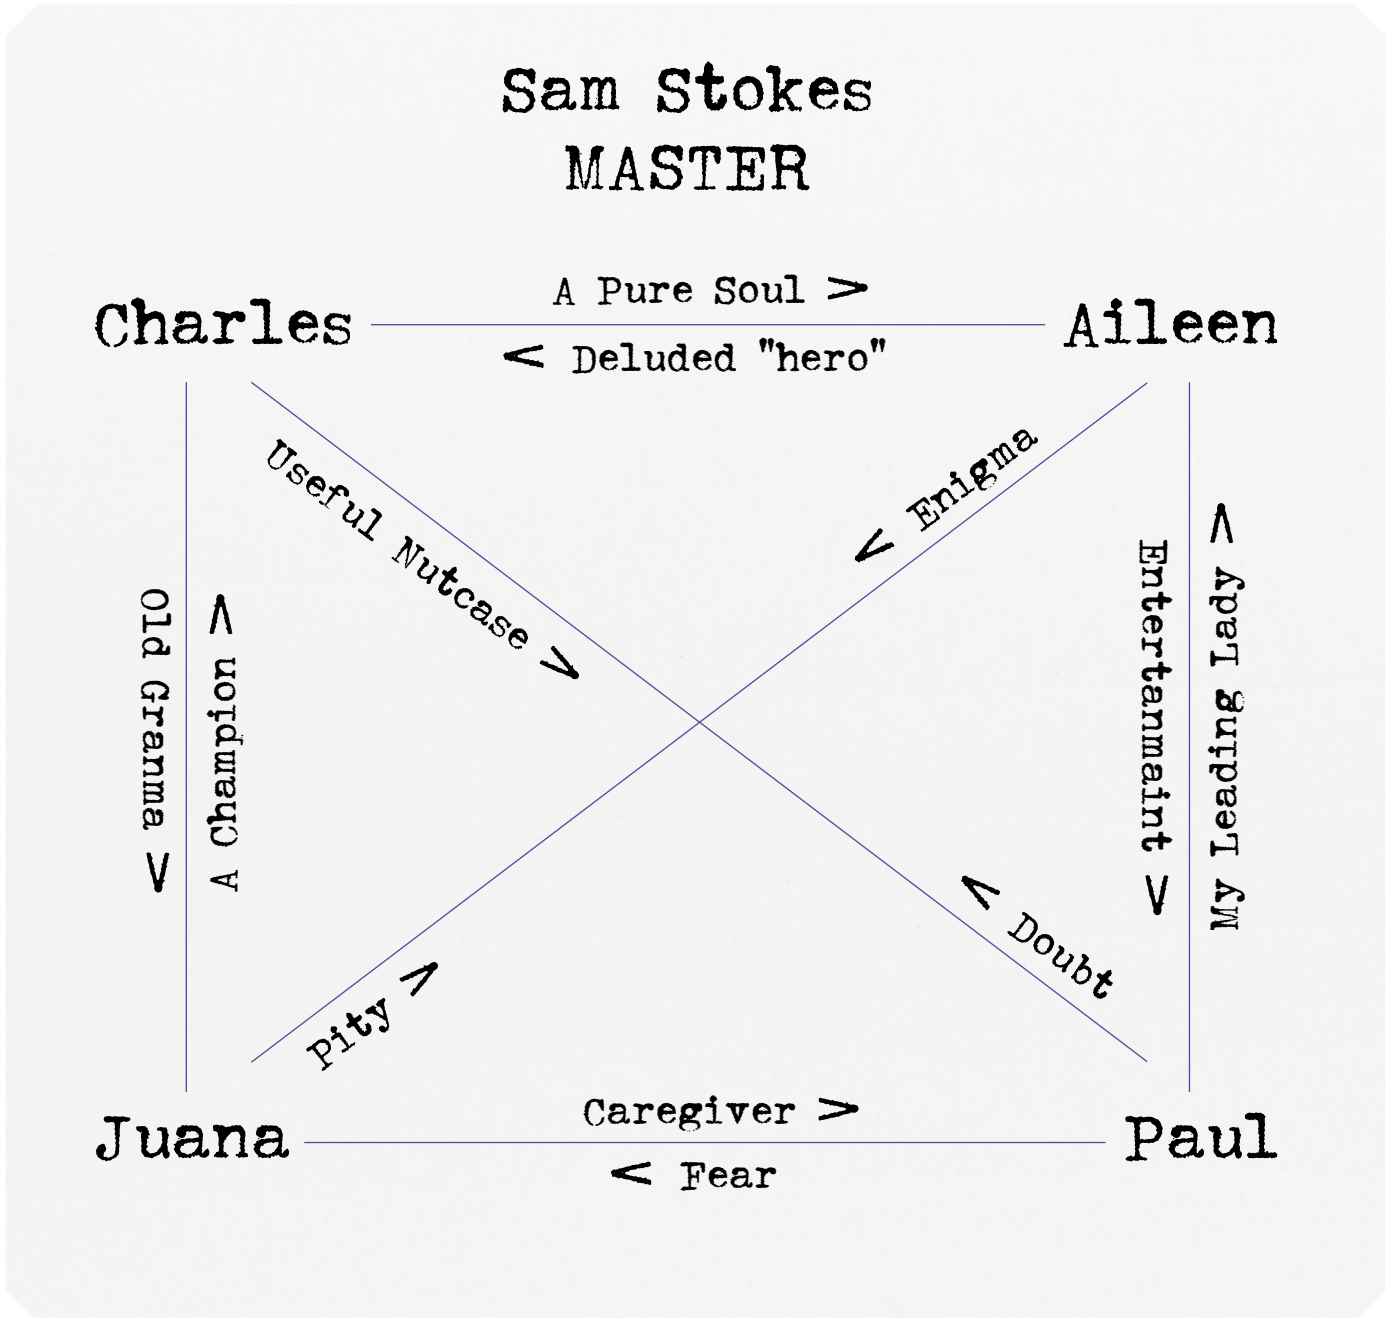 Sam Stokes
MASTER
A Pure Soul >
Charles
Aileen
< Deluded "hero"
Useful Nutcase >
< Enigma
Old Granma >
A Champion >
Entertanmaint >
My Leading Lady >
< Doubt
Pity >
Caregiver >
Juana
Paul
< Fear